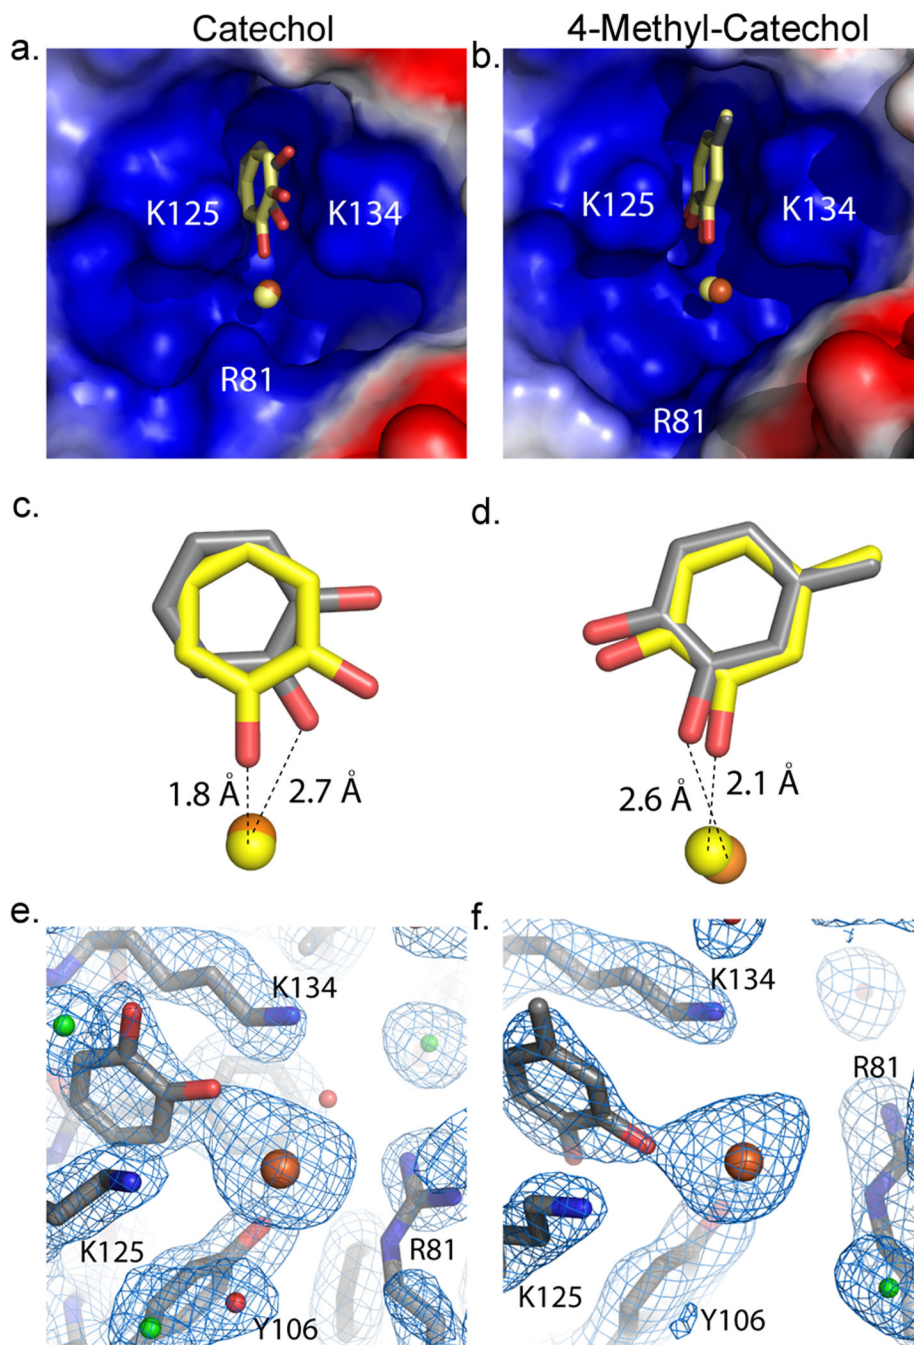 Catechol
4-Methyl-Catechol
a.
b.
K125
K134
R81
K125
K134
R81
c.
d.
1.8 Å
2.7 Å
2.6 Å
2.1 Å
e.
f.
K134
K125
R81
Y106
K134
R81
K125
Y106